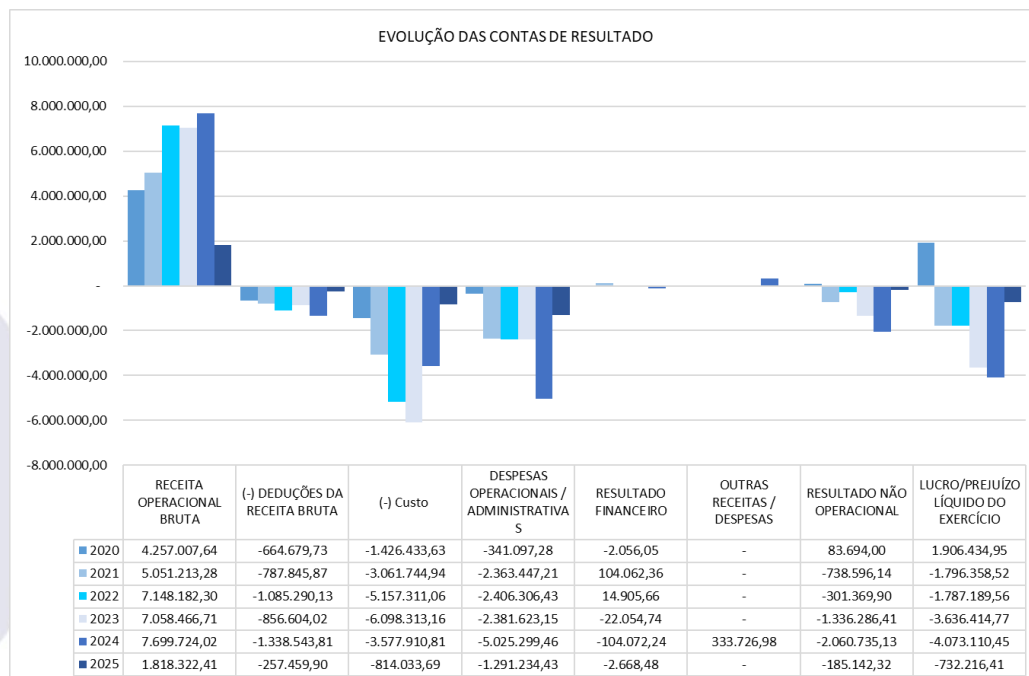 EVOLUÇÃO DAS CONTAS DE RESULTADO
10.000.000,00
8.000.000,00
6.000.000,00
4.000.000,00
2.000.000,00
-
-2.000.000,00
-4.000.000,00
-6.000.000,00
-8.000.000,00
RECEITA OPERACIONAL BRUTA (-) DEDUÇÕES DA RECEITA BRUTA (-) Custo DESPESAS OPERACIONAIS / ADMINISTRATIVA S RESULTADO FINANCEIRO OUTRAS RECEITAS / DESPESAS RESULTADO NÃO OPERACIONAL LUCRO/PREJUÍZO LÍQUIDO DO EXERCÍCIO
2020 4.257.007,64 -664.679,73 -1.426.433,63 -341.097,28 -2.056,05 - 83.694,00 1.906.434,95
2021 5.051.213,28 -787.845,87 -3.061.744,94 -2.363.447,21 104.062,36 - -738.596,14 -1.796.358,52
2022 7.148.182,30 -1.085.290,13 -5.157.311,06 -2.406.306,43 14.905,66 - -301.369,90 -1.787.189,56
2023 7.058.466,71 -856.604,02 -6.098.313,16 -2.381.623,15 -22.054,74 - -1.336.286,41 -3.636.414,77
2024 7.699.724,02 -1.338.543,81 -3.577.910,81 -5.025.299,46 -104.072,24 333.726,98 -2.060.735,13 -4.073.110,45
2025 1.818.322,41 -257.459,90 -814.033,69 -1.291.234,43 -2.668,48 - -185.142,32 -732.216,41